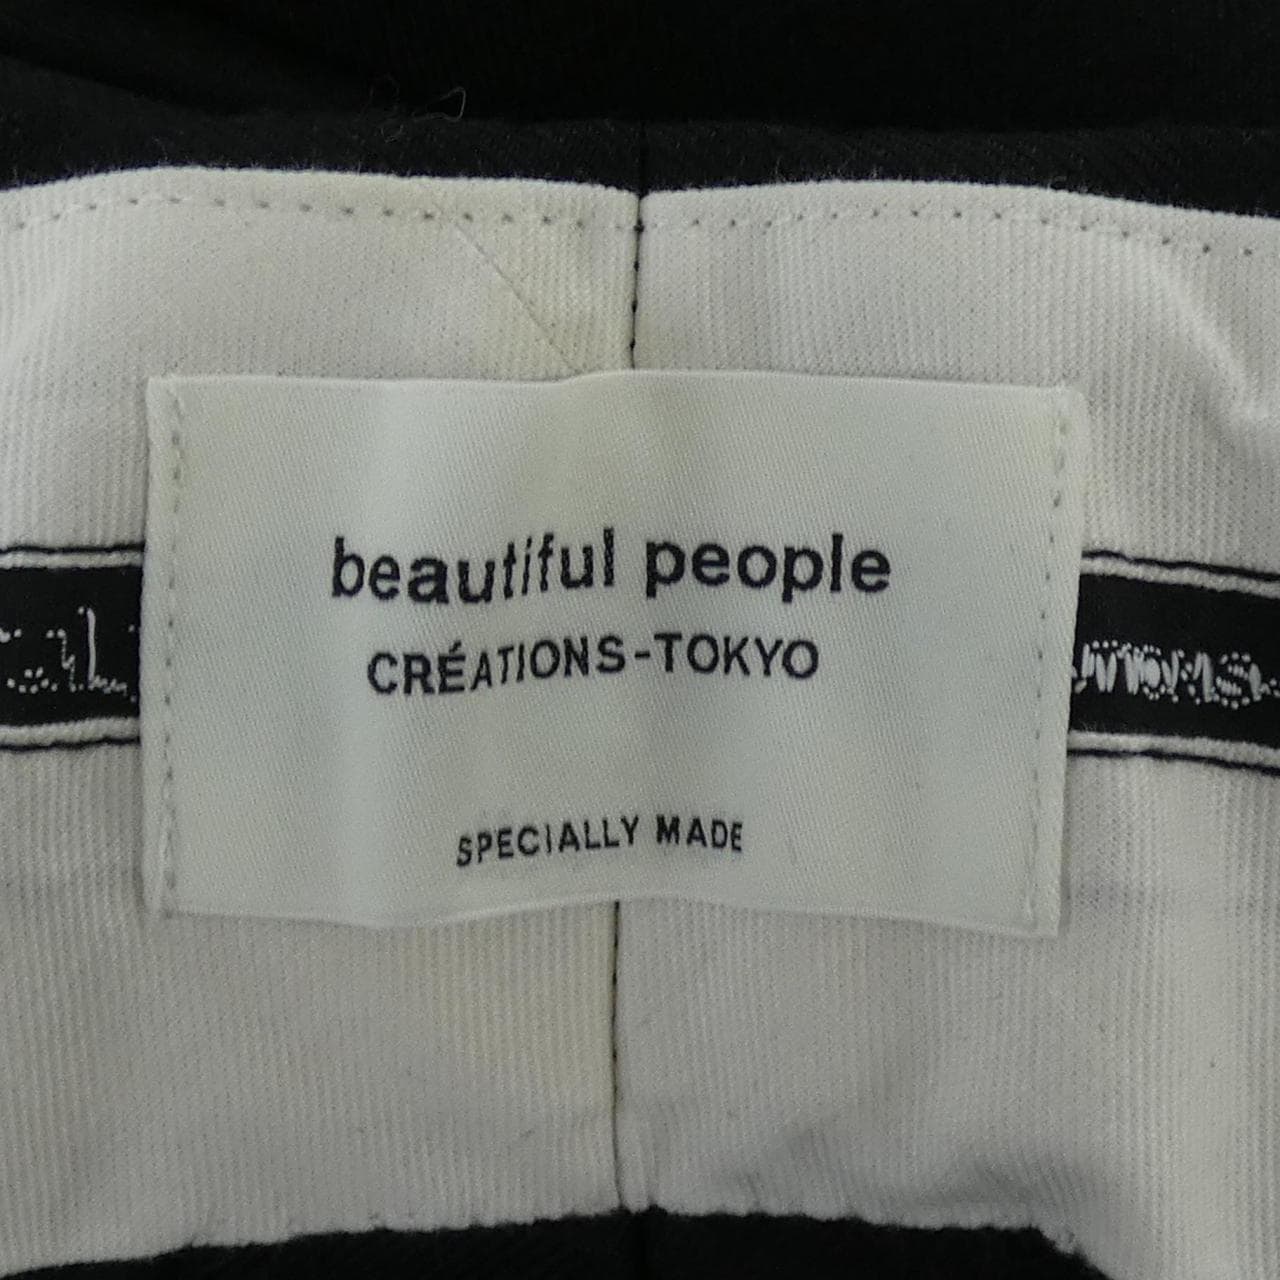 beautiful people
CRÉATIONS-TOKYO
SPECIALLY MADE